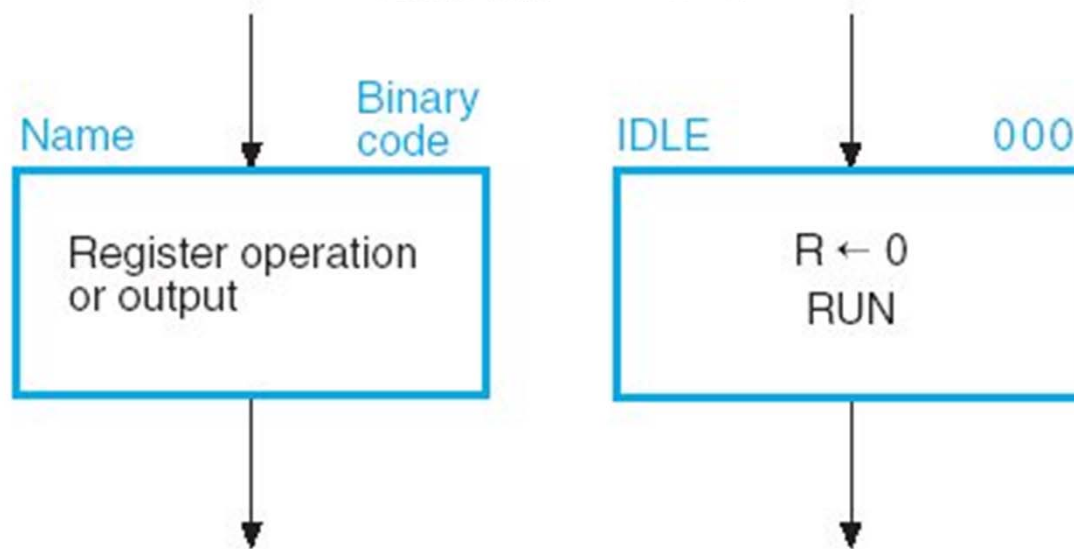 Name
Binary
code
Register operation
or output
IDLE
000
R ← 0
RUN